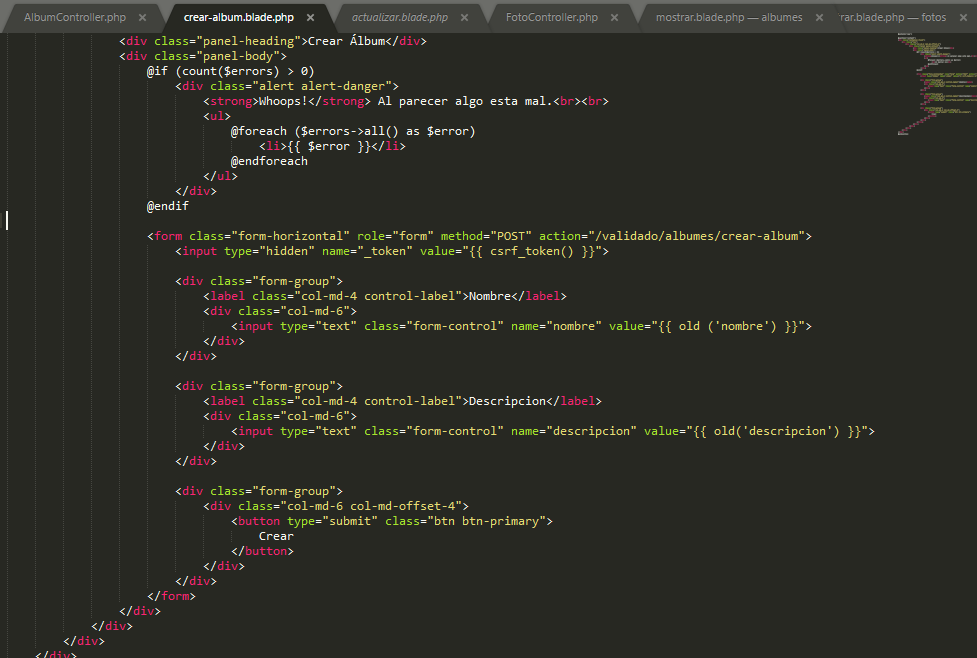 AlbumController.php × crear-album.blade.php × actualizar.blade.php × FotoController.php × mostrar.blade.php — albumes × rar.blade.php — fotos ×
<div class="panel-heading">Crear Álbum</div>
<div class="panel-body">
@if (count($errors) > 0)
<div class="alert alert-danger">
<strong>Whoops!</strong> Al parecer algo esta mal.<br><br>
<ul>
@foreach ($errors->all() as $error)
<li>{{ $error }}</li>
@endforeach
</ul>
</div>
@endif
<form class="form-horizontal" role="form" method="POST" action="/validado/albumes/crear-album">
<input type="hidden" name="_token" value="{{ csrf_token() }}">
<div class="form-group">
<label class="col-md-4 control-label">Nombre</label>
<div class="col-md-6">
<input type="text" class="form-control" name="nombre" value="{{ old ('nombre') }}">
</div>
</div>
<div class="form-group">
<label class="col-md-4 control-label">Descripcion</label>
<div class="col-md-6">
<input type="text" class="form-control" name="descripcion" value="{{ old('descripcion') }}">
</div>
</div>
<div class="form-group">
<div class="col-md-6 col-md-offset-4">
<button type="submit" class="btn btn-primary">
Crear
</button>
</div>
</div>
</form>
</div>
</div>
</div>
</div>